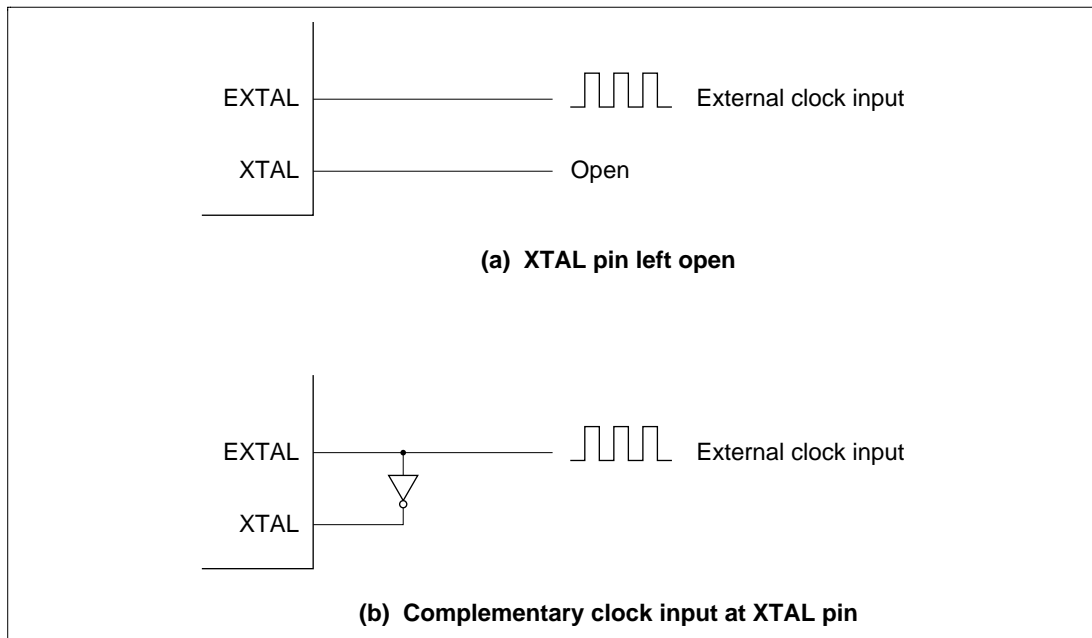 EXTAL External clock input
XTAL Open
(a) XTAL pin left open
EXTAL External clock input
XTAL
(b) Complementary clock input at XTAL pin